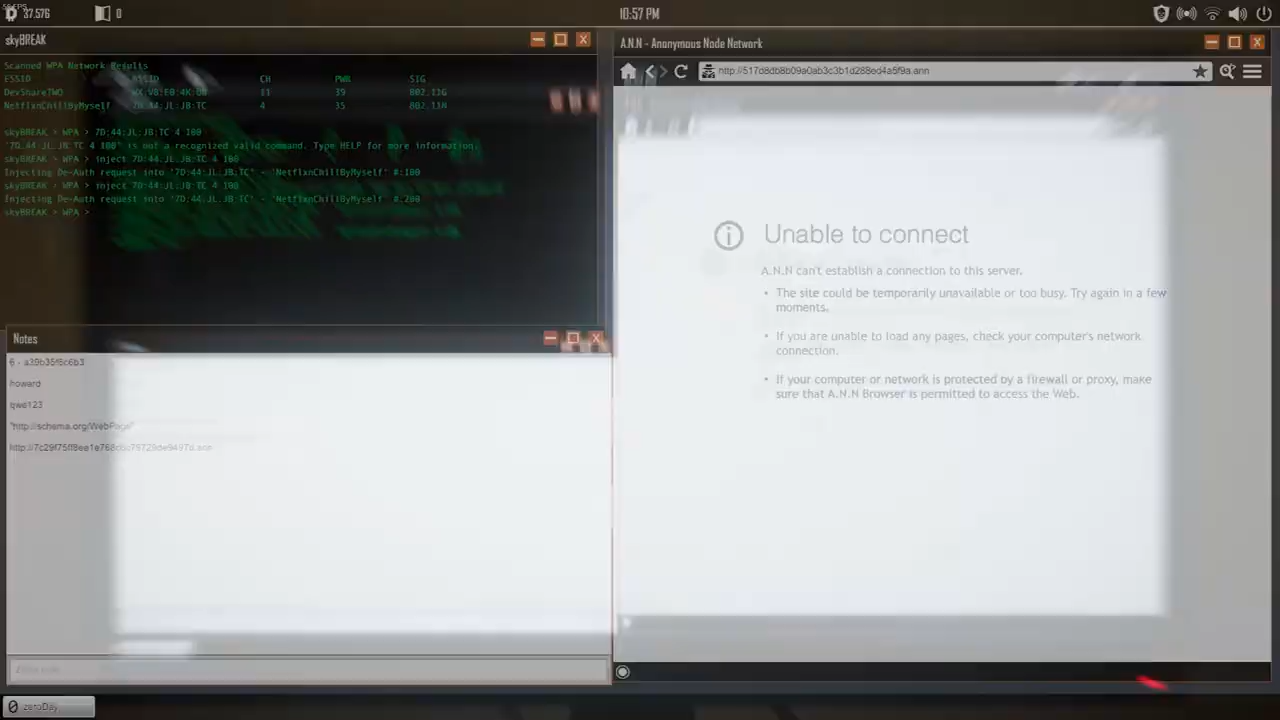 37.576
0
10:57 PM
skyBREAK
Scanned WPA Network Results
ESSID
CH
PWR
SIG
DevShareTWO
11
39
802.11G
NetflixnChillByMyself
7D:44:JL:JB:TC
4
35
802.11N
skyBREAK > WPA > 7D:44:JL:JB:TC 4 100
'7D:44:JL:JB:TC 4 100' is not a recognized valid command. Type HELP for more information.
skyBREAK > WPA > inject 7D:44:JL:JB:TC 4 100
Injecting De-Auth request into '7D:44:JL:JB:TC' - 'NetflixnChillByMyself' #:100
skyBREAK > WPA > inject 7D:44:JL:JB:TC 4 100
Injecting De-Auth request into '7D:44:JL:JB:TC' - 'NetflixnChillByMyself' #:200
skyBREAK > WPA >
Notes
6 - a39b35f6c6b3
howard
qwe123
"http://schema.org/WebPage"
zeroDay
A.N.N - Anonymous Node Network
http://517d8db8b09a0ab3c3b1d288ed4a5f9a.ann
Unable to connect
A.N.N can't establish a connection to this server.
• The site could be temporarily unavailable or too busy. Try again in a few
moments.
• If you are unable to load any pages, check your computer's network
connection.
• If your computer or network is protected by a firewall or proxy, make
sure that A.N.N Browser is permitted to access the Web.